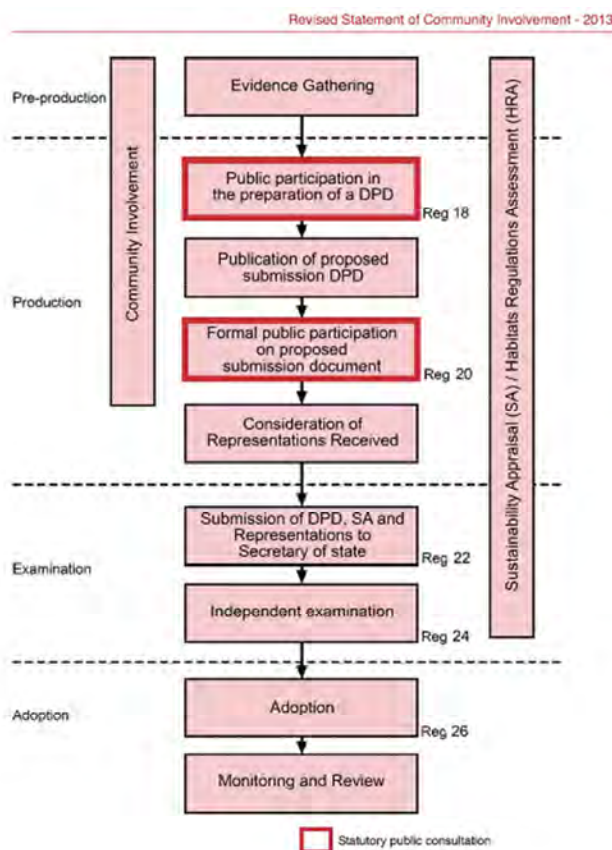 Revised Statement of Community Involvement - 2013
Pre-production
Community Involvement
Evidence Gathering
Sustainability Appraisal (SA) / Habitats Regulations Assessment (HRA)
Production
Public participation in
the preparation of a DPD
Reg 18
Publication of proposed
submission DPD
Formal public participation
on proposed
submission document
Reg 20
Consideration of
Representations Received
Examination
Submission of DPD, SA and
Representations to
Secretary of state
Reg 22
Independent examination
Reg 24
Adoption
Adoption
Reg 26
Monitoring and Review
Statutory public consultation